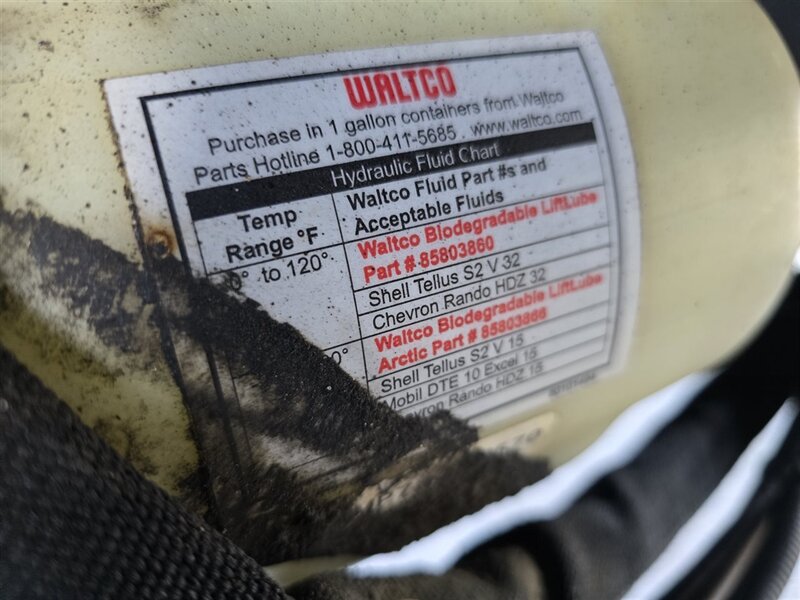 WALTCO
Purchase in 1 gallon containers from Waltco
Parts Hotline 1-800-411-5685 . www.waltco.com
Hydraulic Fluid Chart
Temp
Range °F
Waltco Fluid Part #s and
Acceptable Fluids
to 120°
Waltco Biodegradable LiftLube
Part # 85803860
Shell Tellus S2 V 32
Chevron Rando HDZ 32
Waltco Biodegradable LiftLube
Arctic Part # 85803866
Shell Tellus S2 V 15
Mobil DTE 10 Excel 15
Chevron Rando HDZ 15